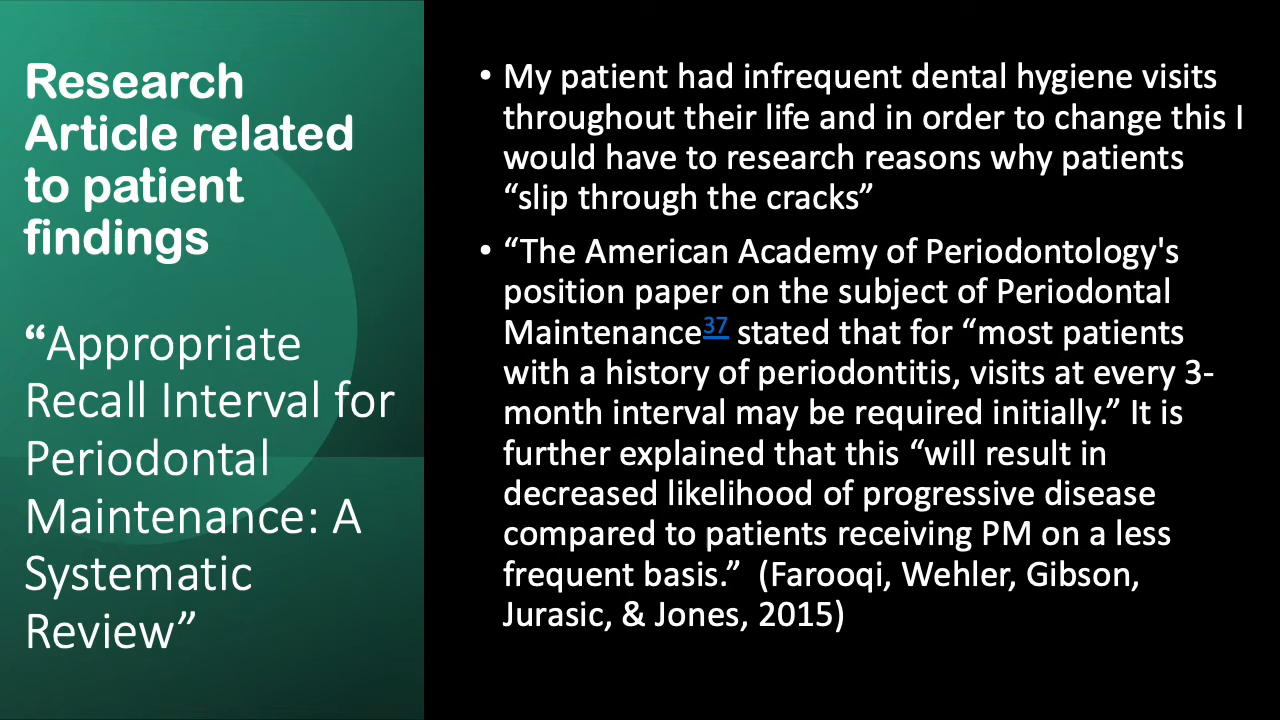 Research
Article related
to patient
findings
“Appropriate
Recall Interval for
Periodontal
Maintenance: A
Systematic
Review”
• My patient had infrequent dental hygiene visits
throughout their life and in order to change this I
would have to research reasons why patients
“slip through the cracks”
• “The American Academy of Periodontology's
position paper on the subject of Periodontal
Maintenance37 stated that for “most patients
with a history of periodontitis, visits at every 3-
month interval may be required initially.” It is
further explained that this “will result in
decreased likelihood of progressive disease
compared to patients receiving PM on a less
frequent basis.” (Farooqi, Wehler, Gibson,
Jurasic, & Jones, 2015)